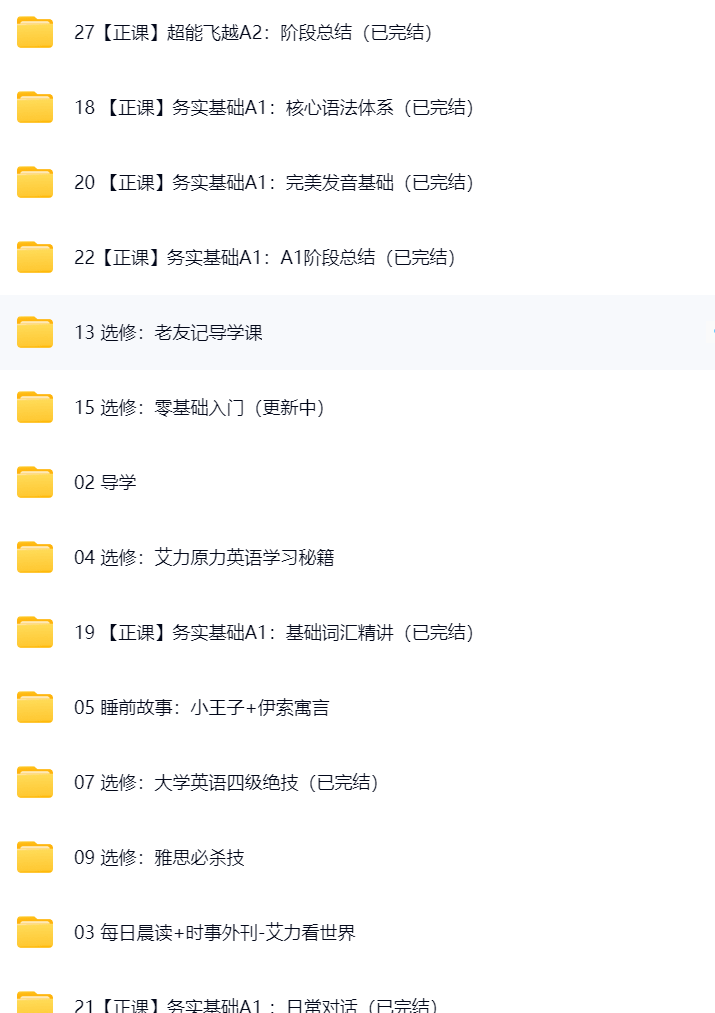 27【正课】超能飞越A2：阶段总结（已完结）
18 【正课】务实基础A1：核心语法体系（已完结）
20 【正课】务实基础A1：完美发音基础（已完结）
22【正课】务实基础A1：A1阶段总结（已完结）
13 选修：老友记导学课
15 选修：零基础入门（更新中）
02 导学
04 选修：艾力原力英语学习秘籍
19 【正课】务实基础A1：基础词汇精讲（已完结）
05 睡前故事：小王子+伊索寓言
07 选修：大学英语四级绝技（已完结）
09 选修：雅思必杀技
03 每日晨读+时事外刊-艾力看世界
21【正课】务实基础A1 ：日常对话（已完结）